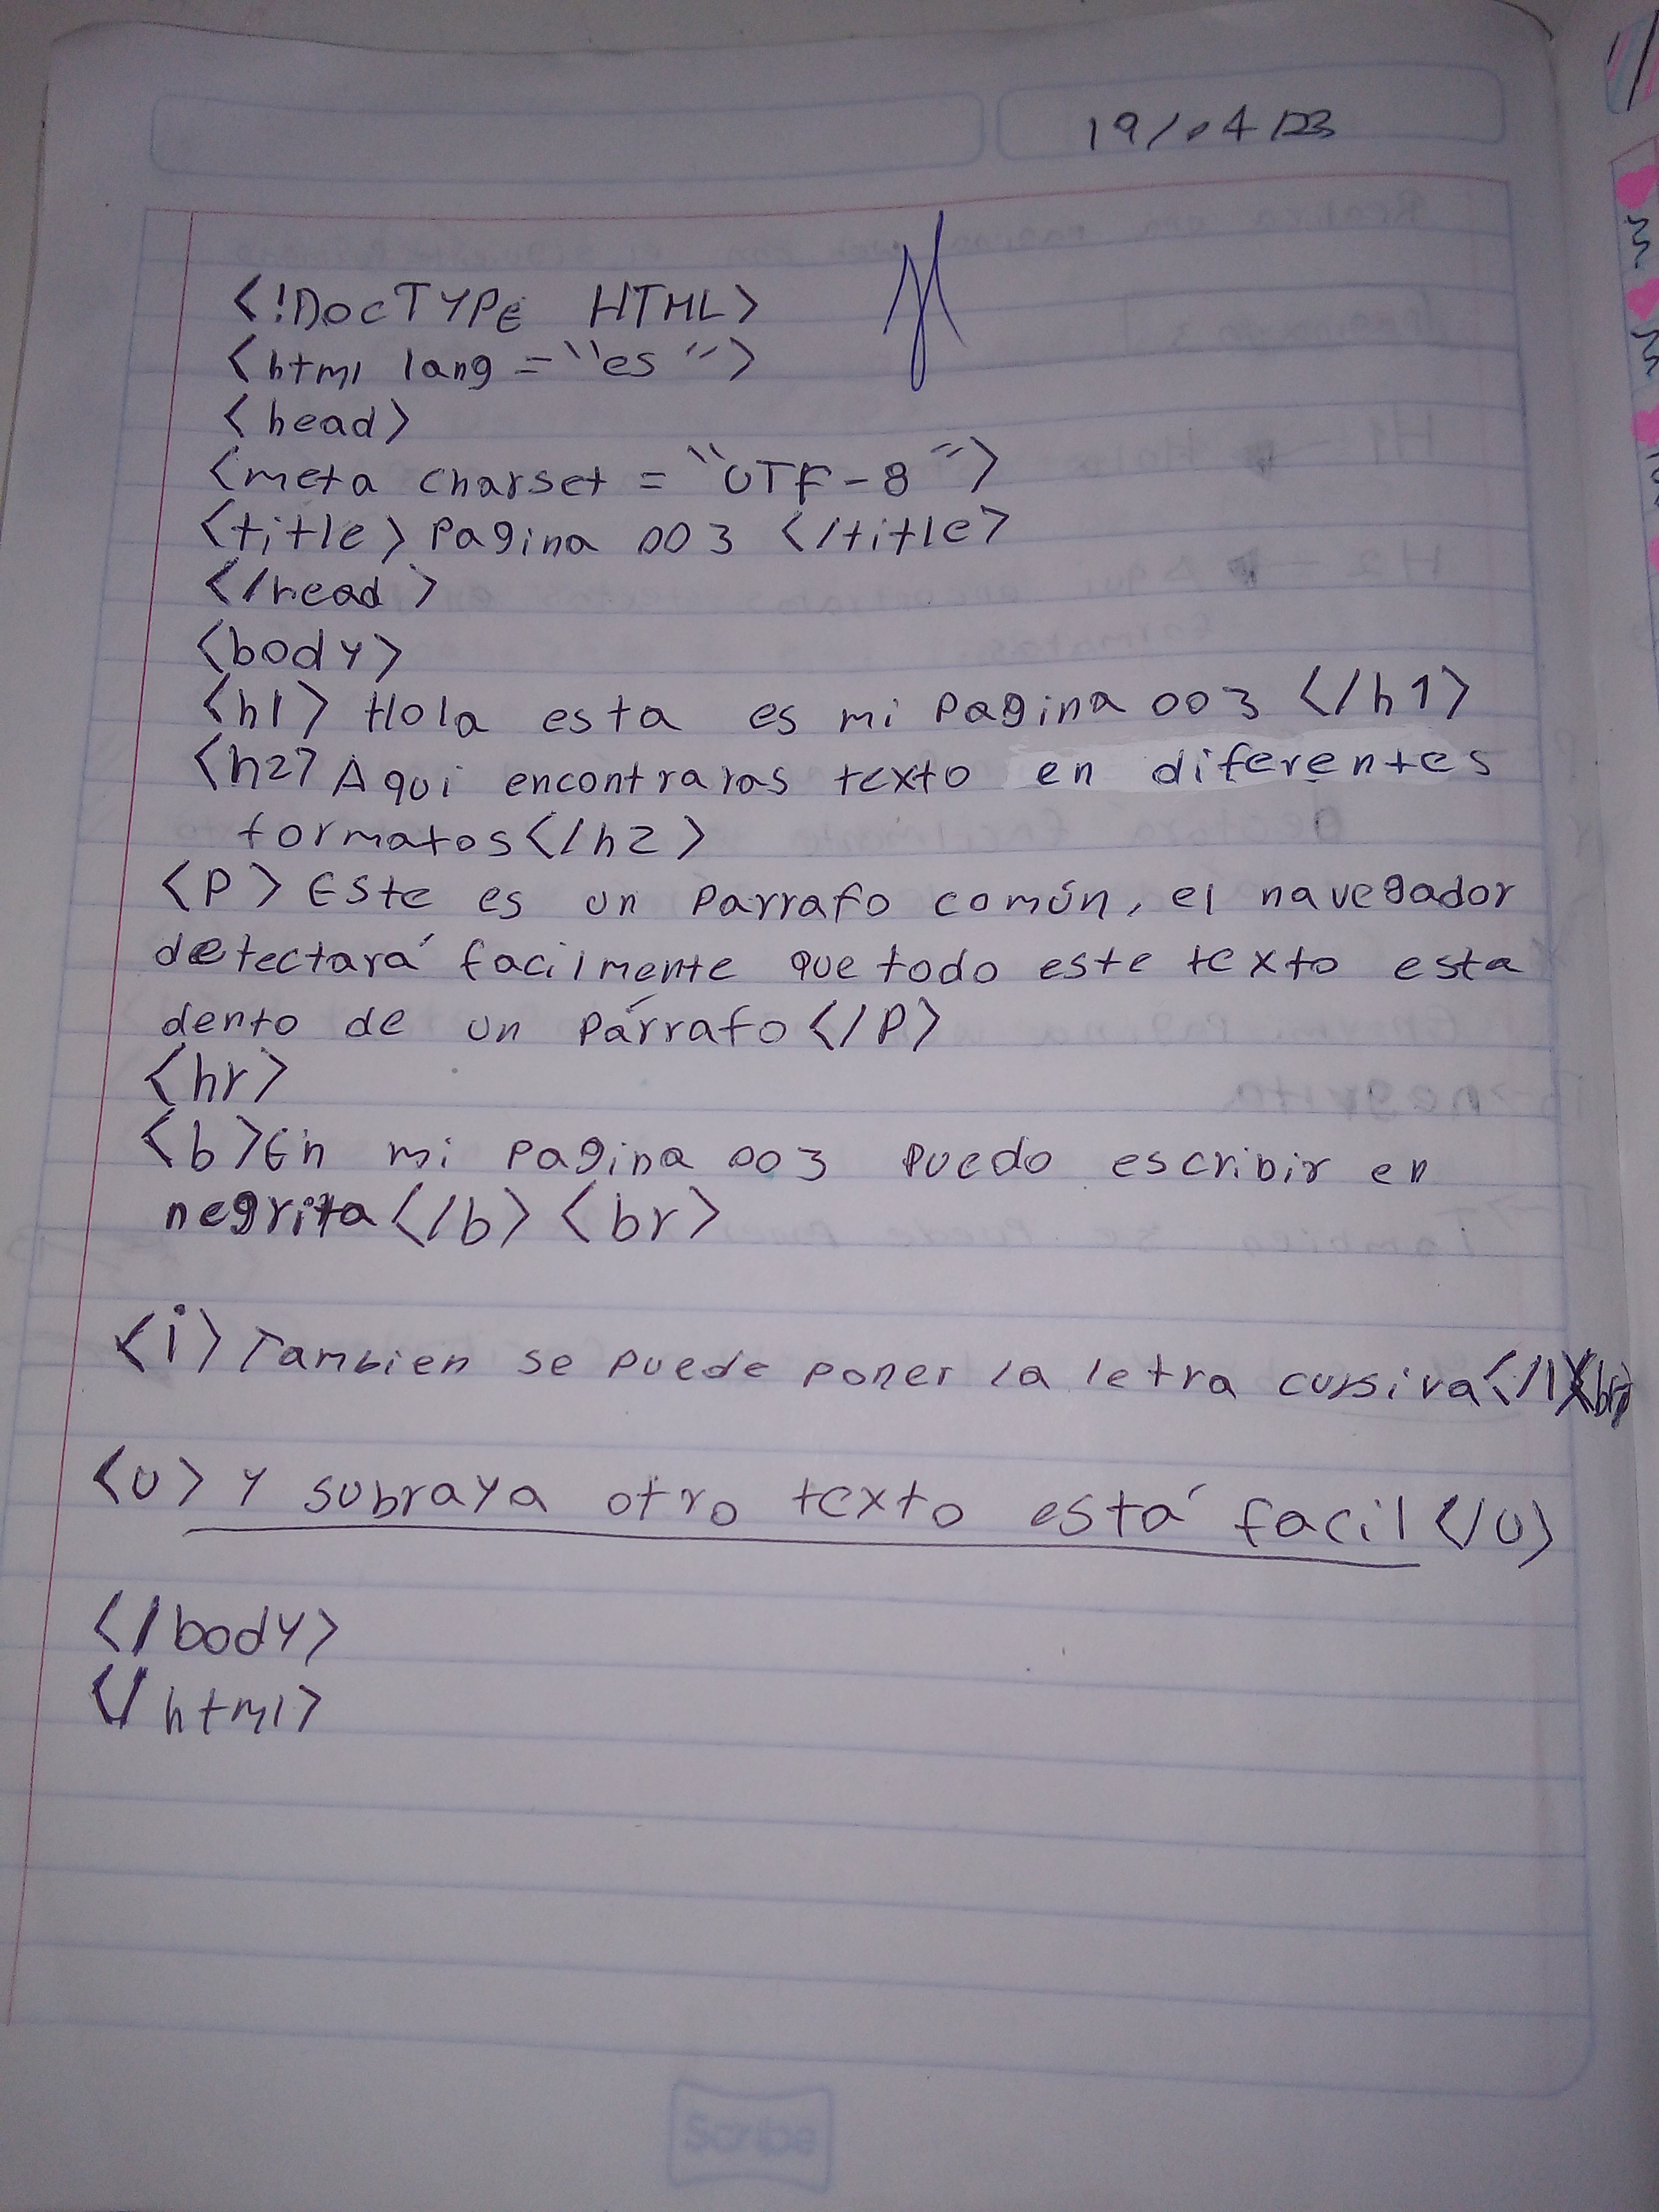 19/04/23
<!DOCTYPE HTML>
<html lang = "es">
<head>
<meta charset = "UTF-8">
<title> Pagina 003 </title>
</head>
<body>
<h1> Hola esta es mi Pagina 003 </h1>
<h2> Aqui encontraras texto en diferentes
formatos</h2>
<P> Este es un Parrafo común, el navegador
detectará facilmente que todo este texto esta
dento de un Párrafo</P>
<hr>
<b>En mi Pagina 003 Puedo escribir en
negrita</b> <br>
<i> Tambien se puede poner la letra cursiva</i><br>
<u> y subraya otro texto está facil </u>
</body>
</html>
Scribe